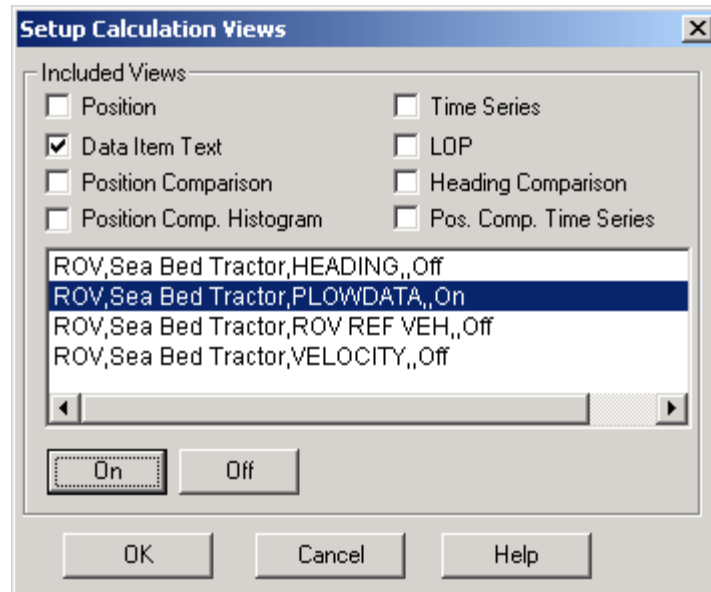 Setup Calculation Views
Included Views
Position
Time Series
Data Item Text
LOP
Position Comparison
Heading Comparison
Position Comp. Histogram
Pos. Comp. Time Series
ROV,Sea Bed Tractor,HEADING,,Off
ROV,Sea Bed Tractor,PLOWDATA,,On
ROV,Sea Bed Tractor,ROV REF VEH,,Off
ROV,Sea Bed Tractor,VELOCITY,,Off
On
Off
OK
Cancel
Help